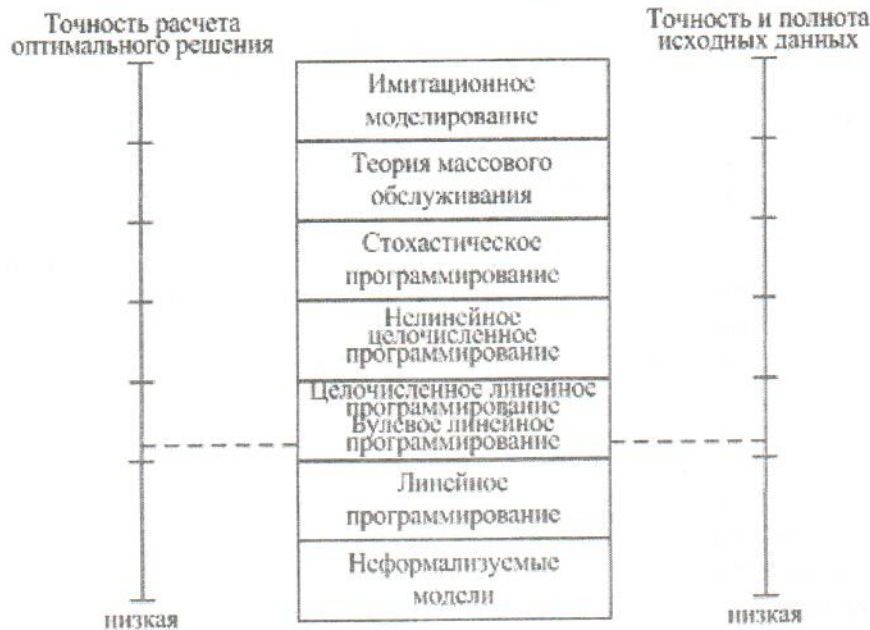 Точность расчета
оптимального решения
Точность и полнота
исходных данных
Имитационное
моделирование
Теория массового
обслуживания
Стохастическое
программирование
Нелинейное
целочисленное
программирование
Целочисленное линейное
программирование
Булевое линейное
программирование
Линейное
программирование
Неформализуемые
модели
низкая
низкая